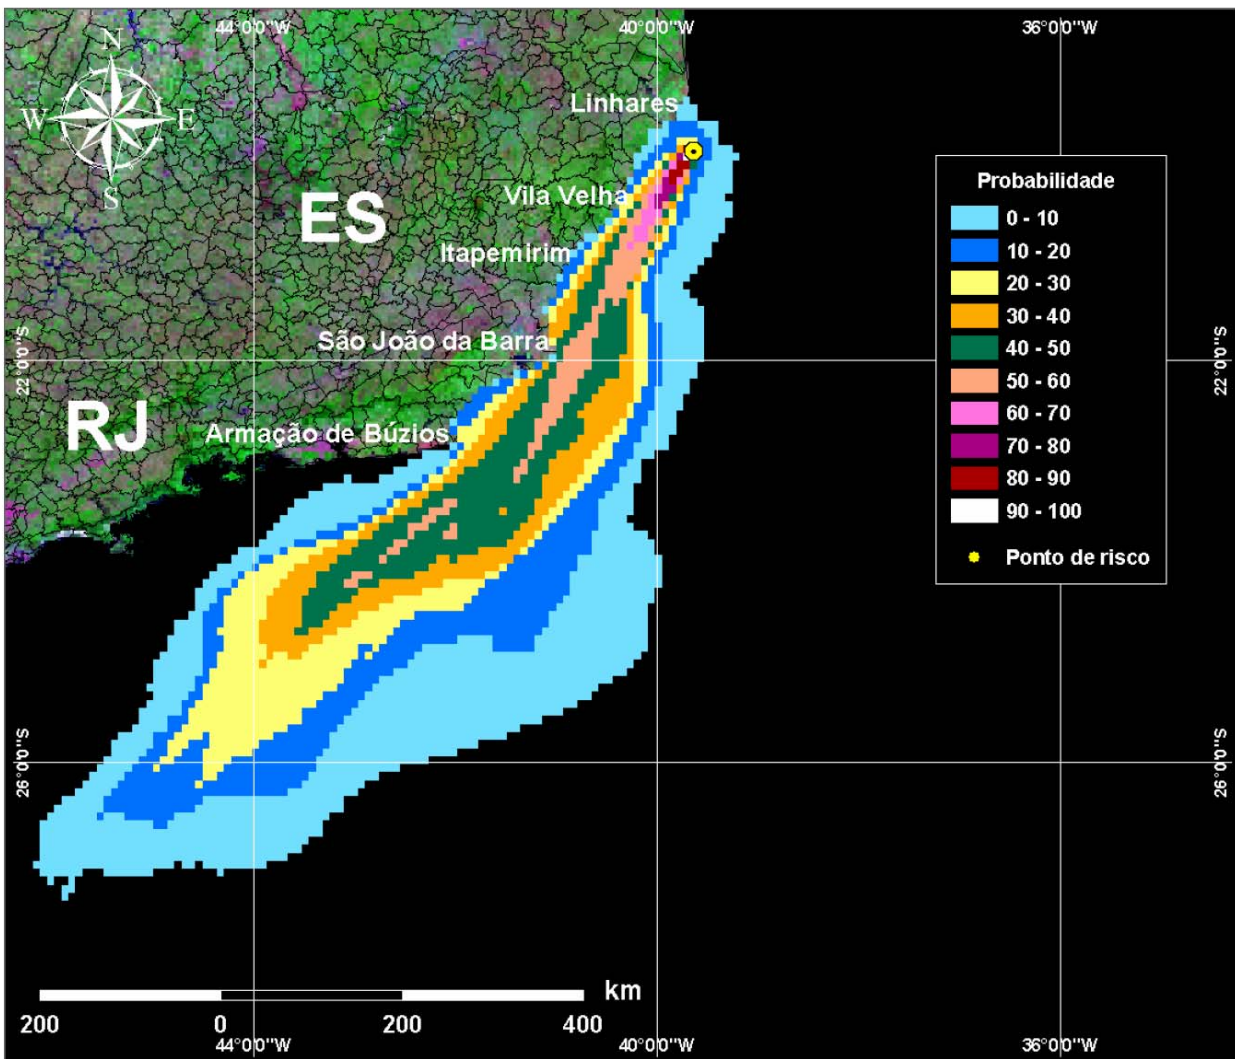 44°0'0"W
40°0'0"W
36°0'0"W
N
W
E
S
Linhares
Vila Velha
ES
Itapemirim
São João da Barra
22°0'0"S
22°0'0"S
RJ
Armação de Búzios
Probabilidade
0 - 10
10 - 20
20 - 30
30 - 40
40 - 50
50 - 60
60 - 70
70 - 80
80 - 90
90 - 100
Ponto de risco
26°0'0"S
26°0'0"S
km
200
0
200
400
44°0'0"W
40°0'0"W
36°0'0"W